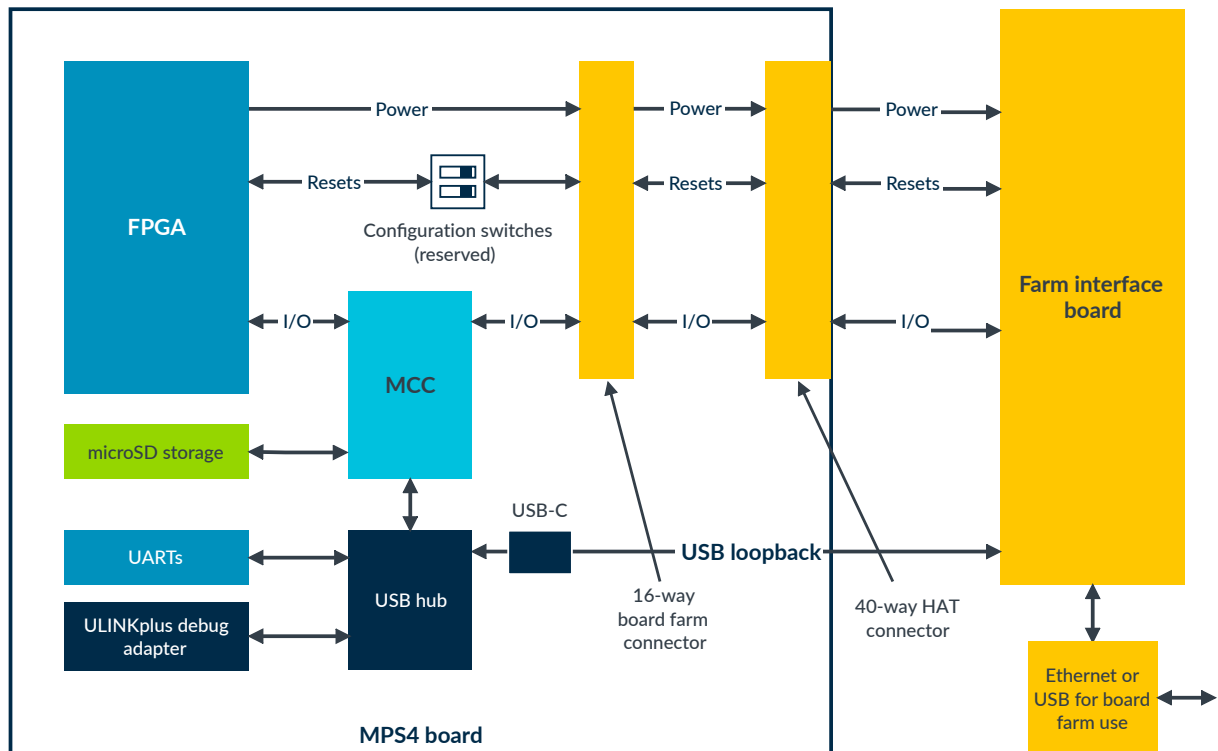 Power
Power
Power
Resets
Resets
Resets
FPGA
Configuration switches
(reserved)
Farm interface
board
I/O
I/O
I/O
I/O
MCC
microSD storage
USB-C
UARTs
USB loopback
USB hub
16-way
board farm
connector
40-way HAT
connector
ULINKplus debug
adapter
Ethernet or
USB for board
farm use
MPS4 board